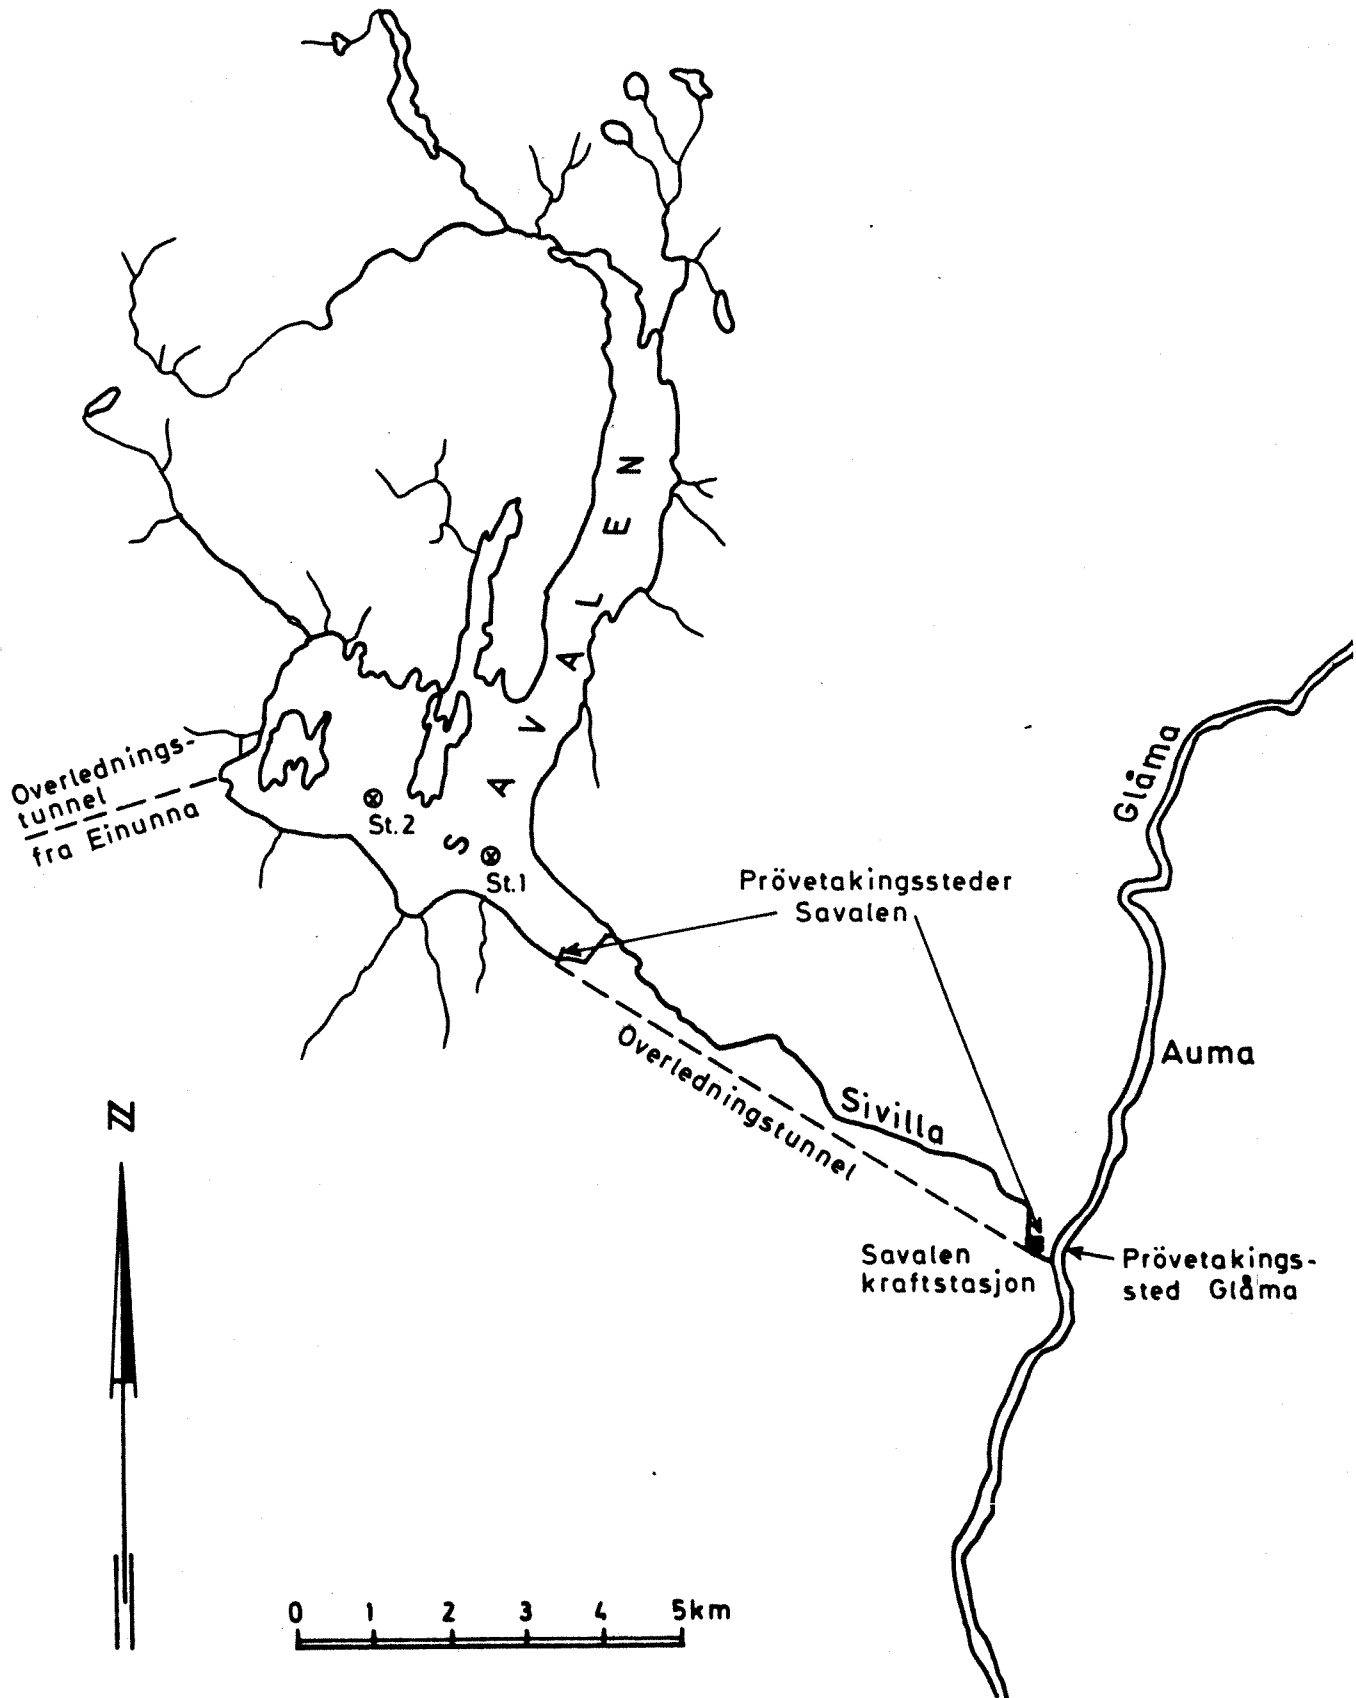 N
E
L
A
V
A
S
Overlednings-
tunnel
fra Einunna
St. 2
St.1
Glåma
Prövetakingssteder
Savalen
Auma
Overledningstunnel
Sivilla
N
Savalen
kraftstasjon
Prövetakings-
sted Glåma
0 1 2 3 4 5km